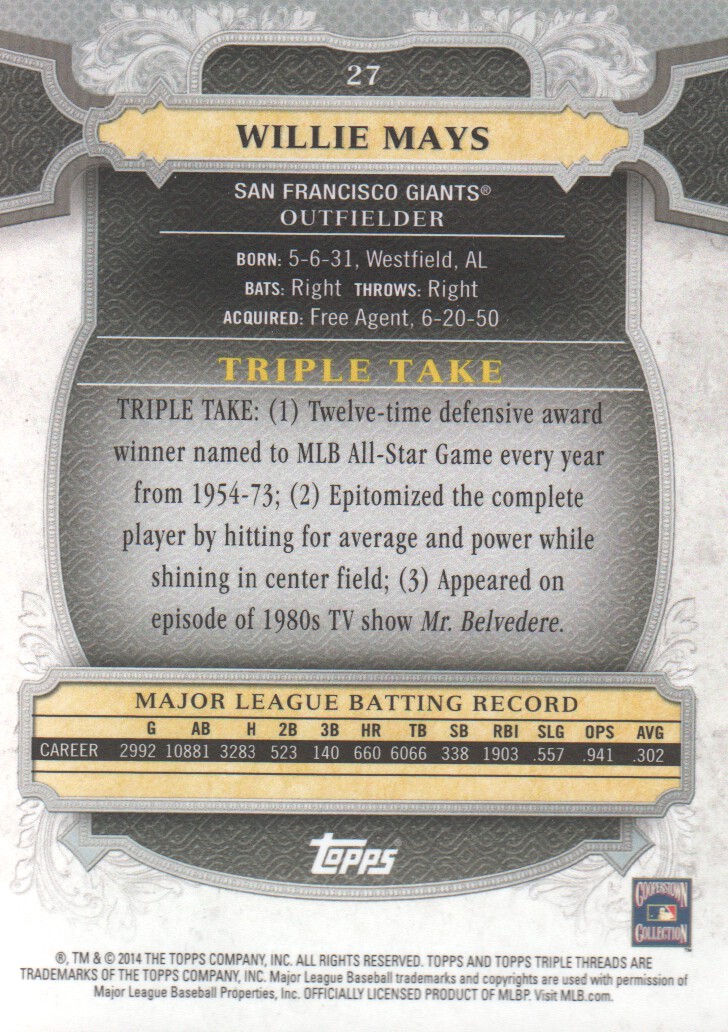 27
WILLIE MAYS
SAN FRANCISCO GIANTS®
OUTFIELDER
BORN: 5-6-31, Westfield, AL
BATS: Right THROWS: Right
ACQUIRED: Free Agent, 6-20-50
TRIPLE TAKE
TRIPLE TAKE: (1) Twelve-time defensive award
winner named to MLB All-Star Game every year
from 1954-73; (2) Epitomized the complete
player by hitting for average and power while
shining in center field; (3) Appeared on
episode of 1980s TV show Mr. Belvedere.
MAJOR LEAGUE BATTING RECORD
G AB H 2B 3B HR TB SB RBI SLG OPS AVG
CAREER 2992 10881 3283 523 140 660 6066 338 1903 .557 .941 .302
topps
COOPERSTOWN
COLLECTION™
®, TM & © 2014 THE TOPPS COMPANY, INC. ALL RIGHTS RESERVED. TOPPS AND TOPPS TRIPLE THREADS ARE
TRADEMARKS OF THE TOPPS COMPANY, INC. Major League Baseball trademarks and copyrights are used with permission of
Major League Baseball Properties, Inc. OFFICIALLY LICENSED PRODUCT OF MLBP. Visit MLB.com.